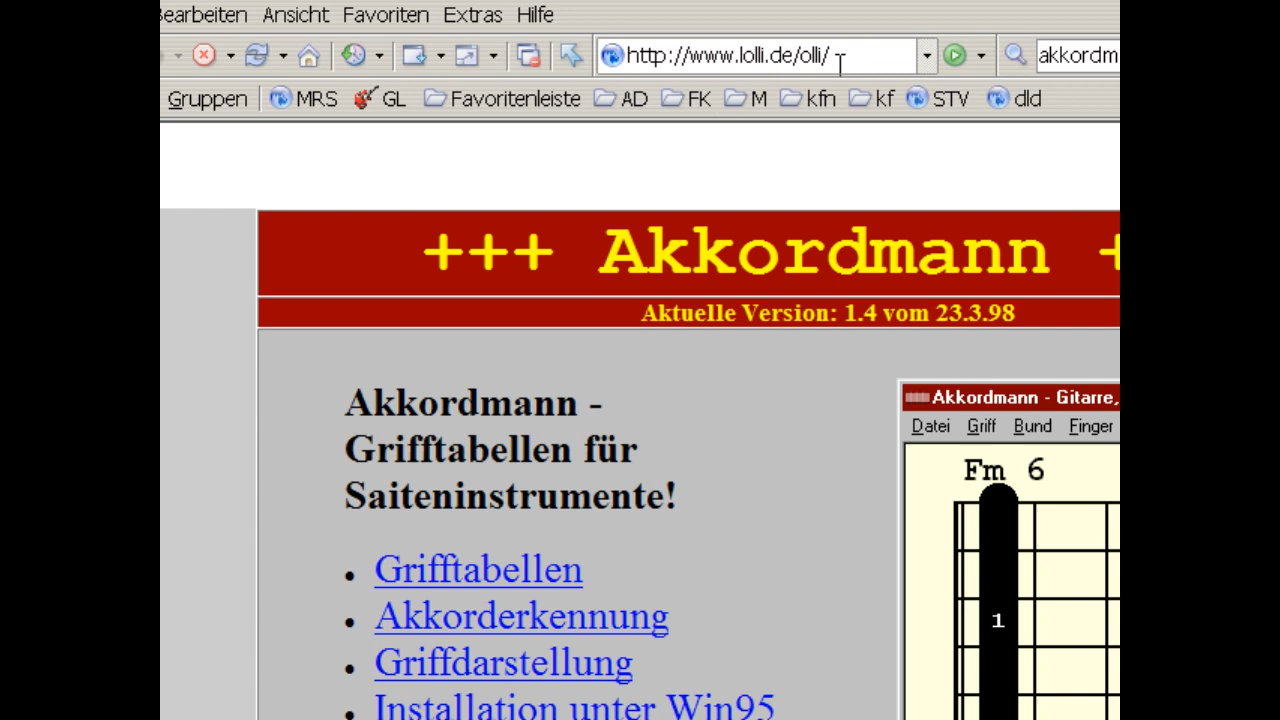 Bearbeiten Ansicht Favoriten Extras Hilfe
http://www.lolli.de/olli/ akkordm
Gruppen MRS GL Favoritenleiste AD FK M kfn kf STV dld
+++ Akkordmann +
Aktuelle Version: 1.4 vom 23.3.98
Akkordmann -
Grifftabellen für
Saiteninstrumente!
Grifftabellen
Akkorderkennung
Griffdarstellung
Installation unter Win95
Akkordmann - Gitarre,
Datei Griff Bund Finger
Fm 6
1